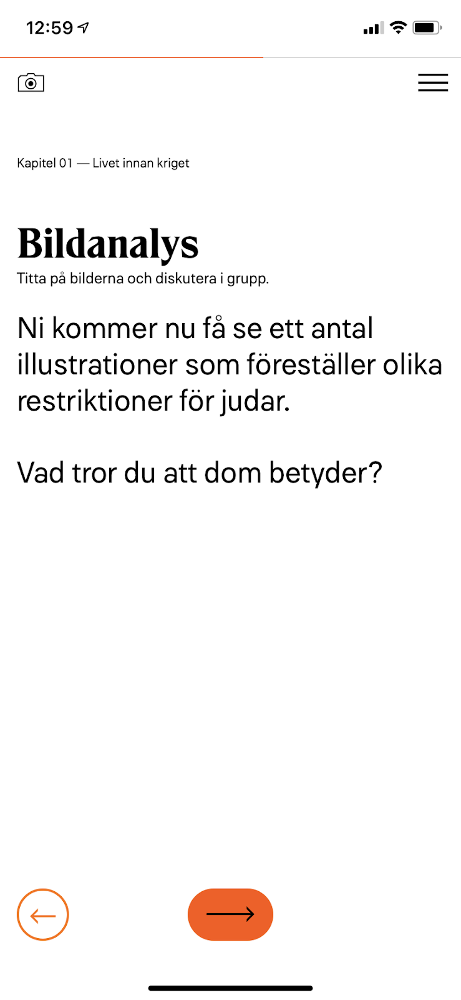 12:59
Kapitel 01 — Livet innan kriget
Bildanalys
Titta på bilderna och diskutera i grupp.
Ni kommer nu få se ett antal
illustrationer som föreställer olika
restriktioner för judar.
Vad tror du att dom betyder?